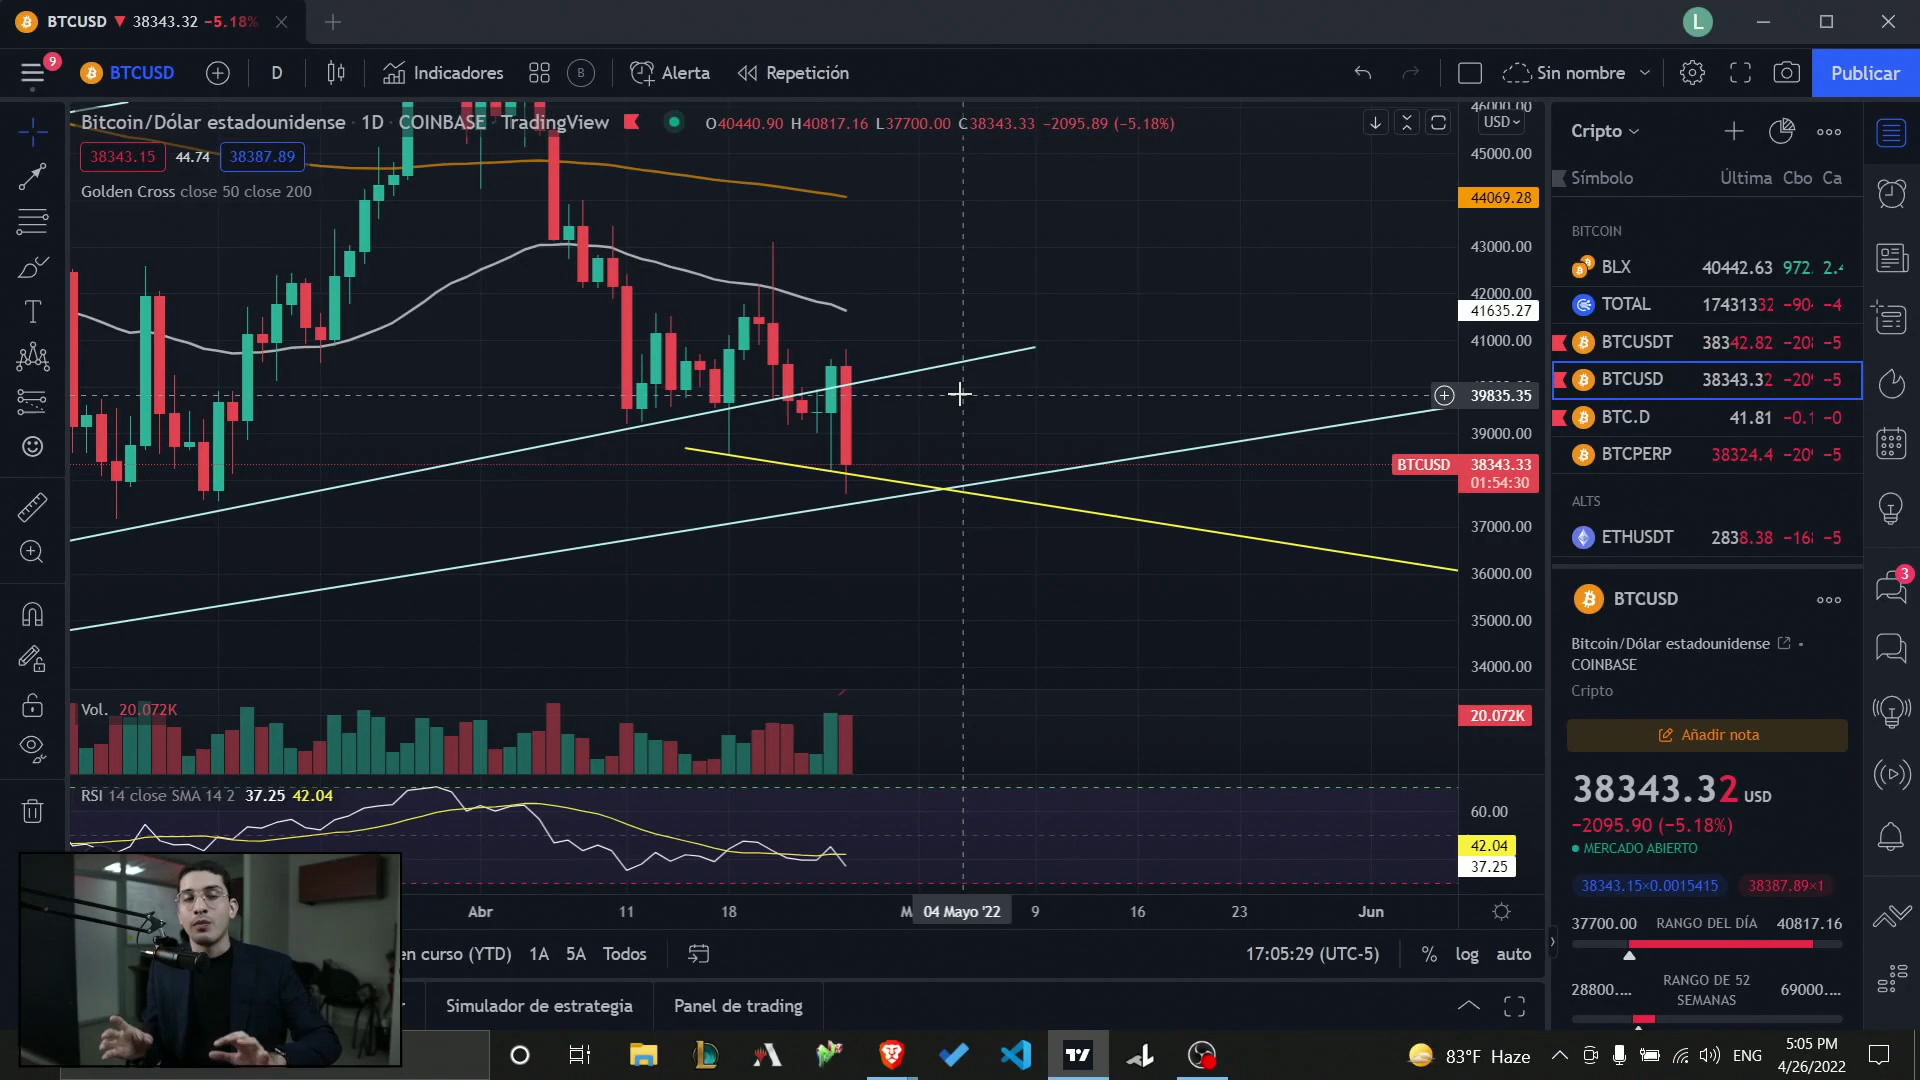 BTCUSD ▼ 38343.32 −5.18%
L
9
BTCUSD
D
Indicadores
B
Alerta
Repetición
Sin nombre
Publicar
Bitcoin/Dólar estadounidense · 1D · COINBASE · TradingView
O40440.90 H40817.16 L37700.00 C38343.33 −2095.89 (−5.18%)
38343.15
44.74
38387.89
Golden Cross close 50 close 200
46000.00
USD
45000.00
44069.28
43000.00
42000.00
41635.27
41000.00
39835.35
39000.00
BTCUSD 38343.33
01:54:30
37000.00
36000.00
35000.00
34000.00
Vol. 20.072K
20.072K
RSI 14 close SMA 14 2 37.25 42.04
60.00
42.04
37.25
Abr
11
18
04 Mayo '22
9
16
23
Jun
en curso (YTD)
1A
5A
Todos
17:05:29 (UTC-5)
%
log
auto
Simulador de estrategia
Panel de trading
Cripto
Símbolo
Última
Cbo
Ca
BITCOIN
BLX 40442.63 972.
TOTAL 17431332 −90 −4
BTCUSDT 38342.82 −20 −5
BTCUSD 38343.32 −20 −5
BTC.D 41.81 −0.1 −0
BTCPERP 38324.4 −20 −5
ALTS
ETHUSDT 2838.38 −16 −5
3
BTCUSD
Bitcoin/Dólar estadounidense
COINBASE
Cripto
Añadir nota
38343.32 USD
−2095.90 (−5.18%)
MERCADO ABIERTO
38343.15×0.0015415
38387.89×1
37700.00 RANGO DEL DÍA 40817.16
28800.... RANGO DE 52 SEMANAS 69000....
83°F Haze
ENG
5:05 PM
4/26/2022